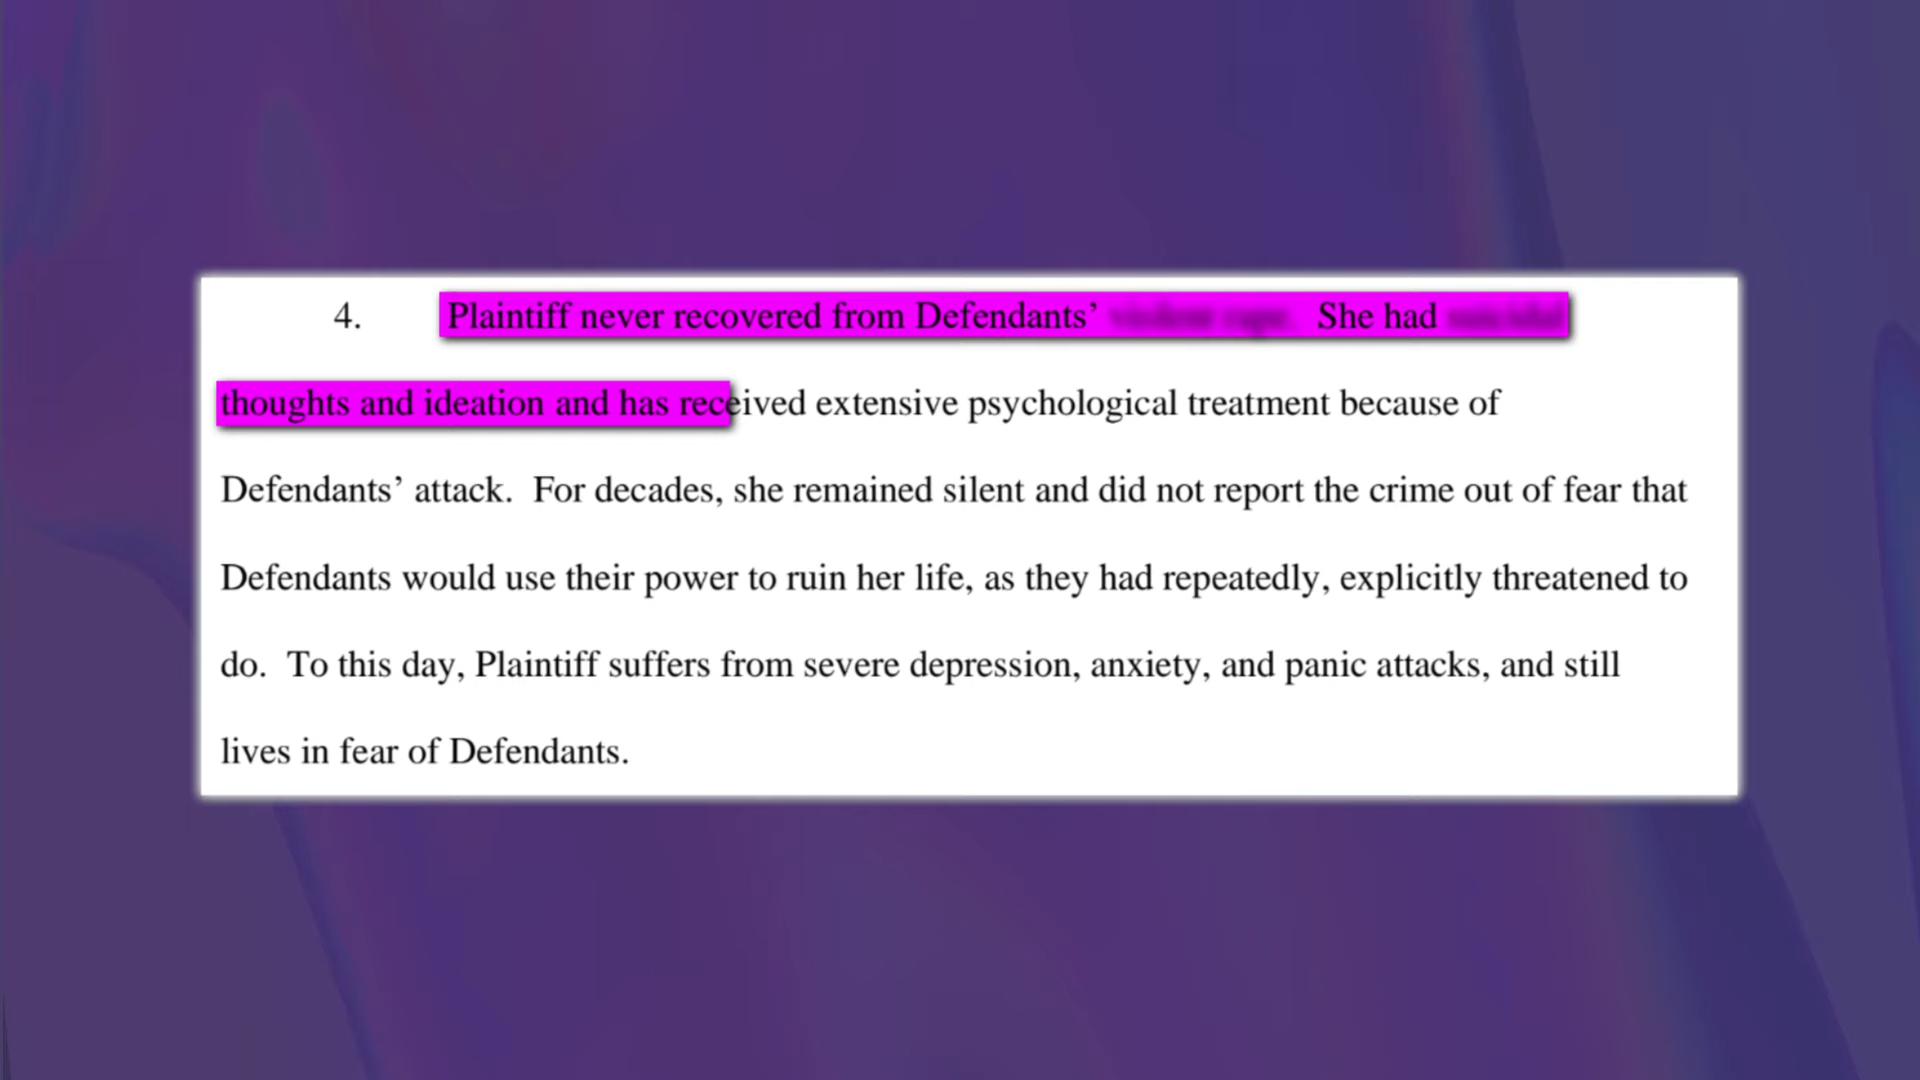 4. Plaintiff never recovered from Defendants’ She had
thoughts and ideation and has received extensive psychological treatment because of
Defendants’ attack. For decades, she remained silent and did not report the crime out of fear that
Defendants would use their power to ruin her life, as they had repeatedly, explicitly threatened to
do. To this day, Plaintiff suffers from severe depression, anxiety, and panic attacks, and still
lives in fear of Defendants.